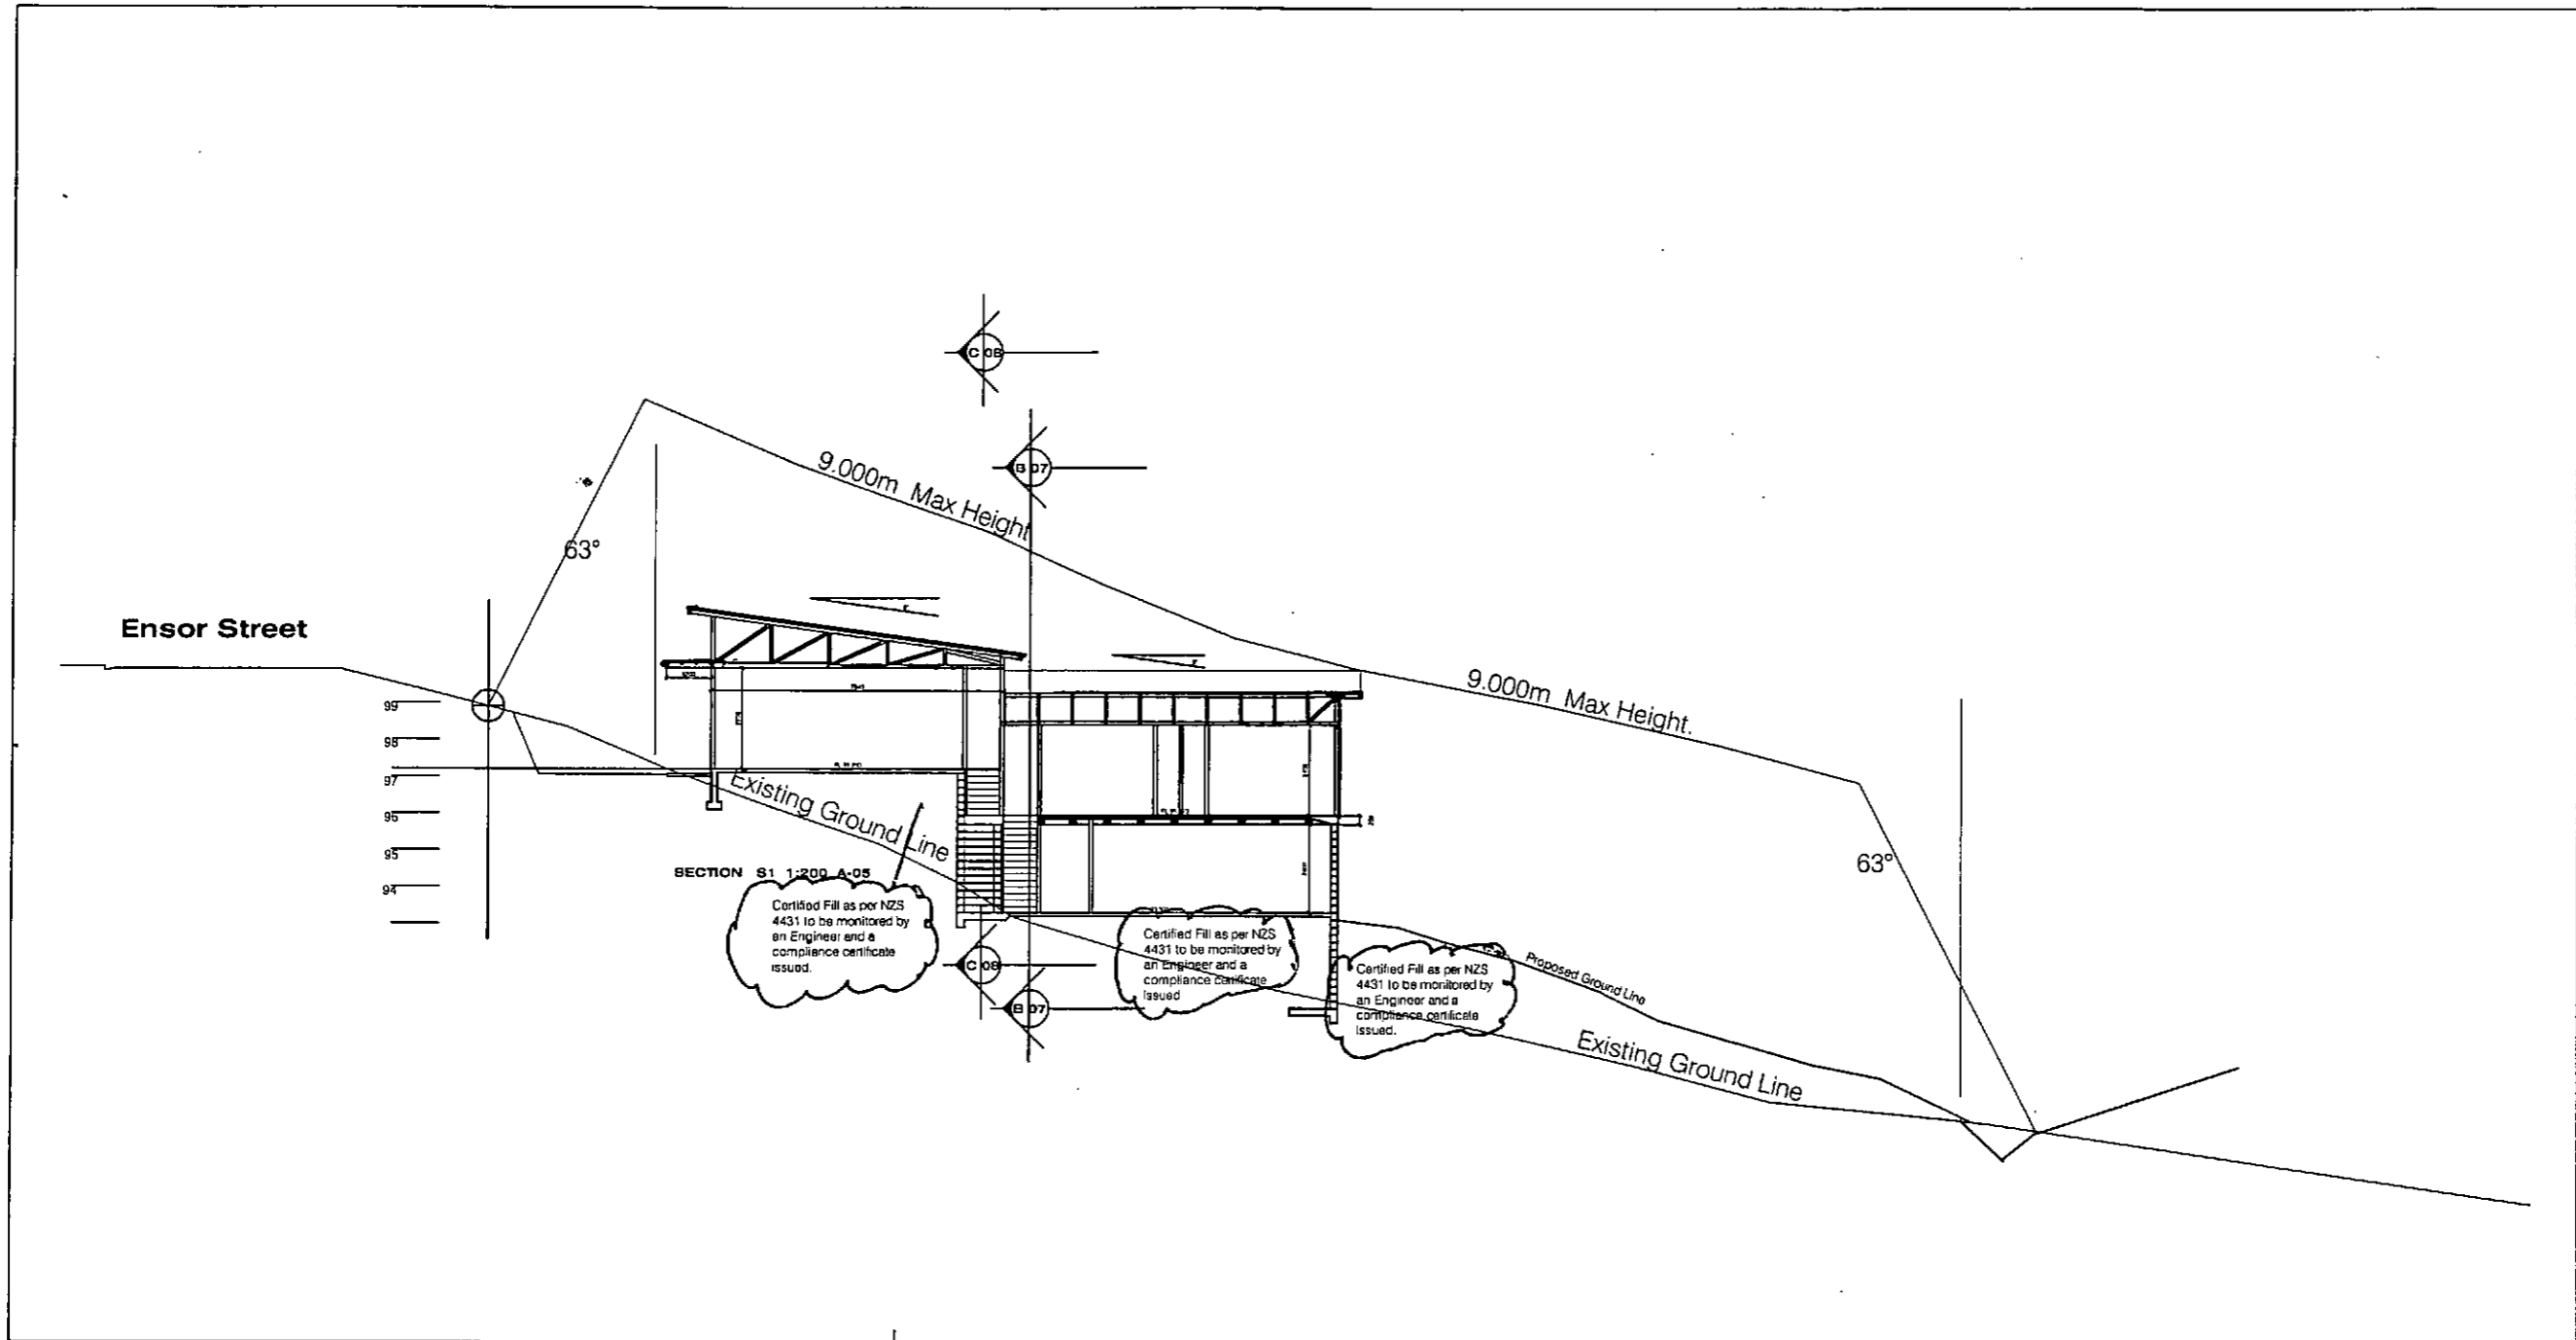 C 08
B 07
9.000m Max Height
63°
Ensor Street
9.000m Max Height.
99
98
97
96
95
94
Existing Ground Line
63°
SECTION S1 1:200 A-05
Certified Fill as per NZS
4431 to be monitored by
an Engineer and a
compliance certificate
issued.
Certified Fill as per NZS
4431 to be monitored by
an Engineer and a
compliance certificate
issued
Certified Fill as per NZS
4431 to be monitored by
an Engineer and a
compliance certificate
issued.
Proposed Ground Line
C 08
B 07
Existing Ground Line